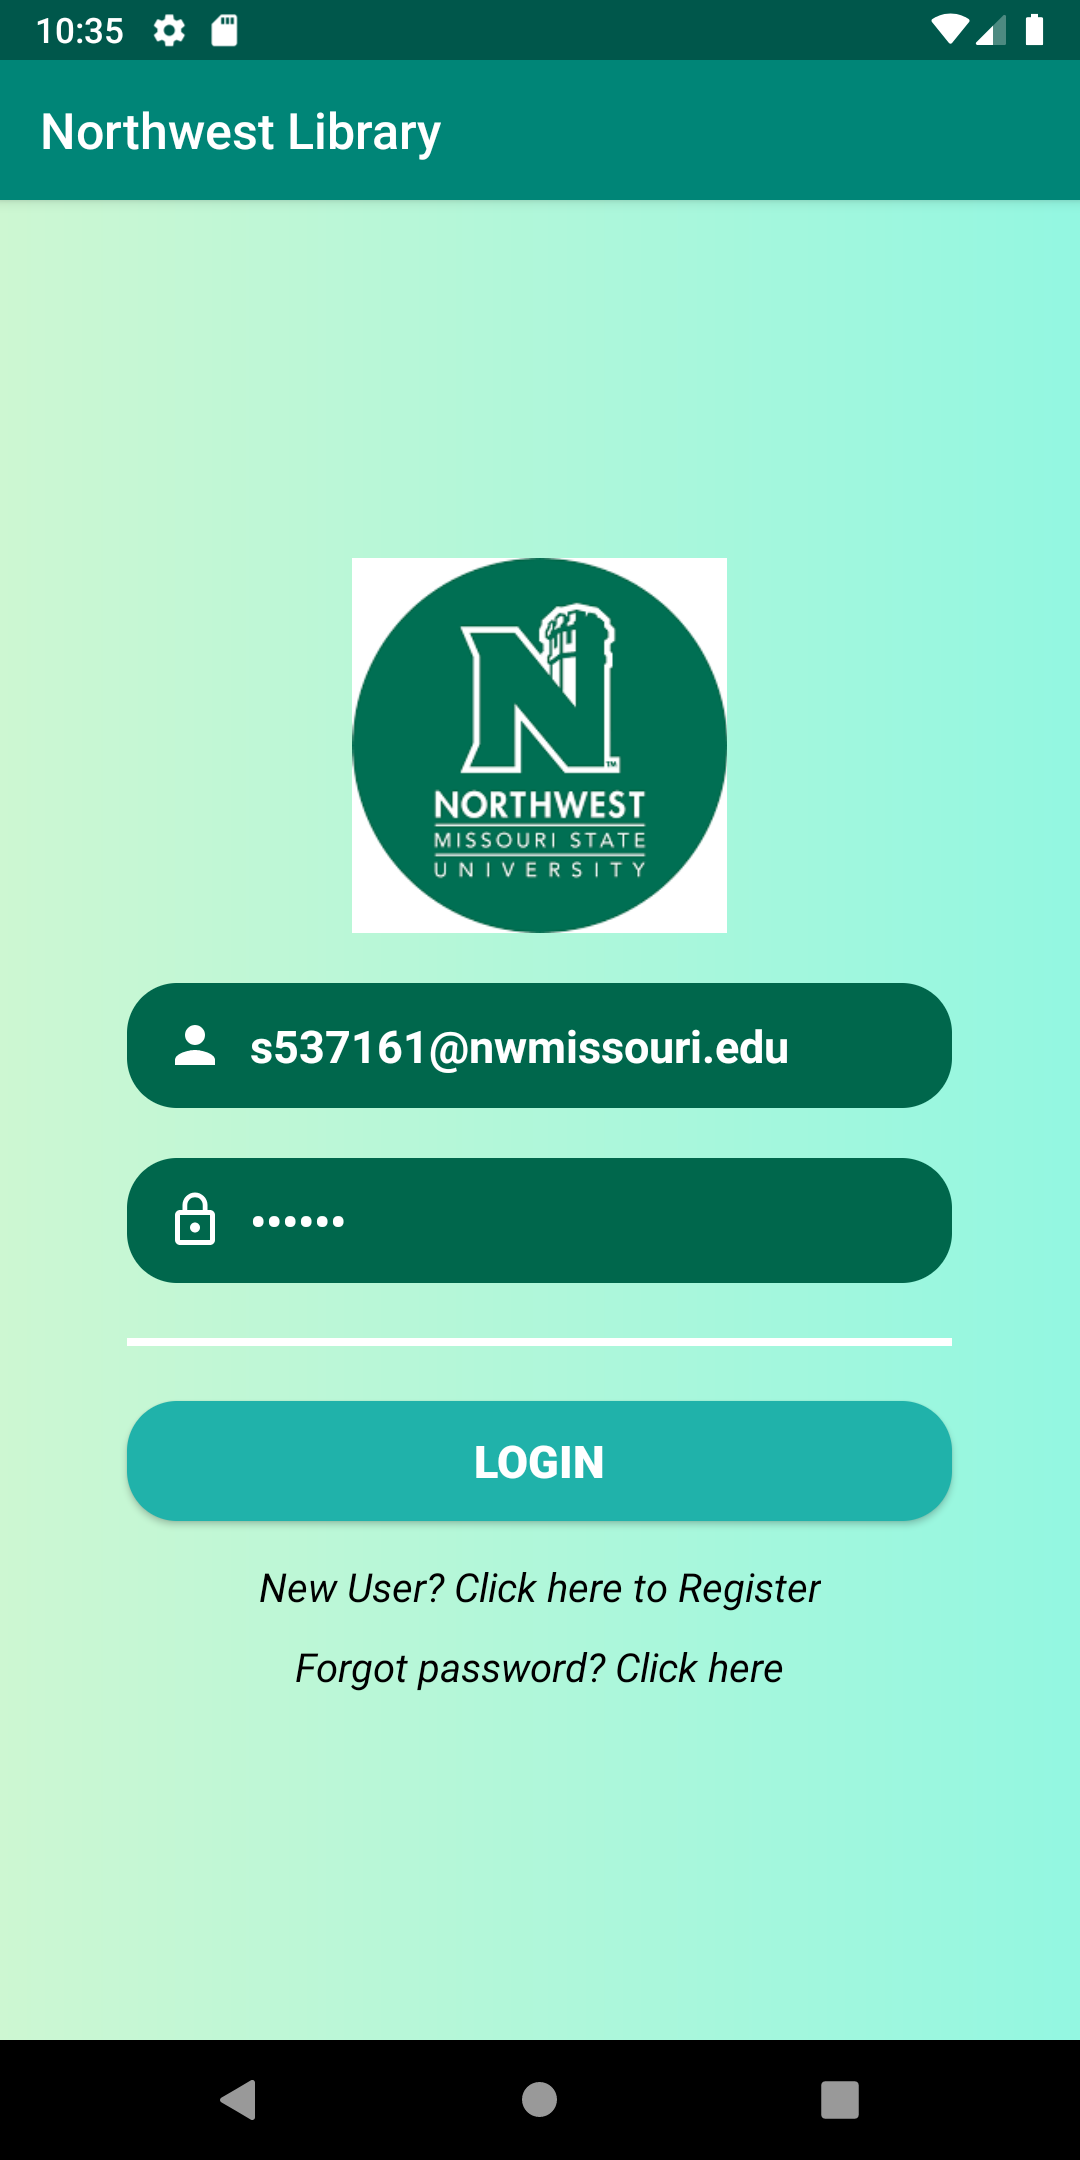 10:35
Northwest Library
N
™
NORTHWEST
MISSOURI STATE
UNIVERSITY
s537161@nwmissouri.edu
••••••
LOGIN
New User? Click here to Register
Forgot password? Click here